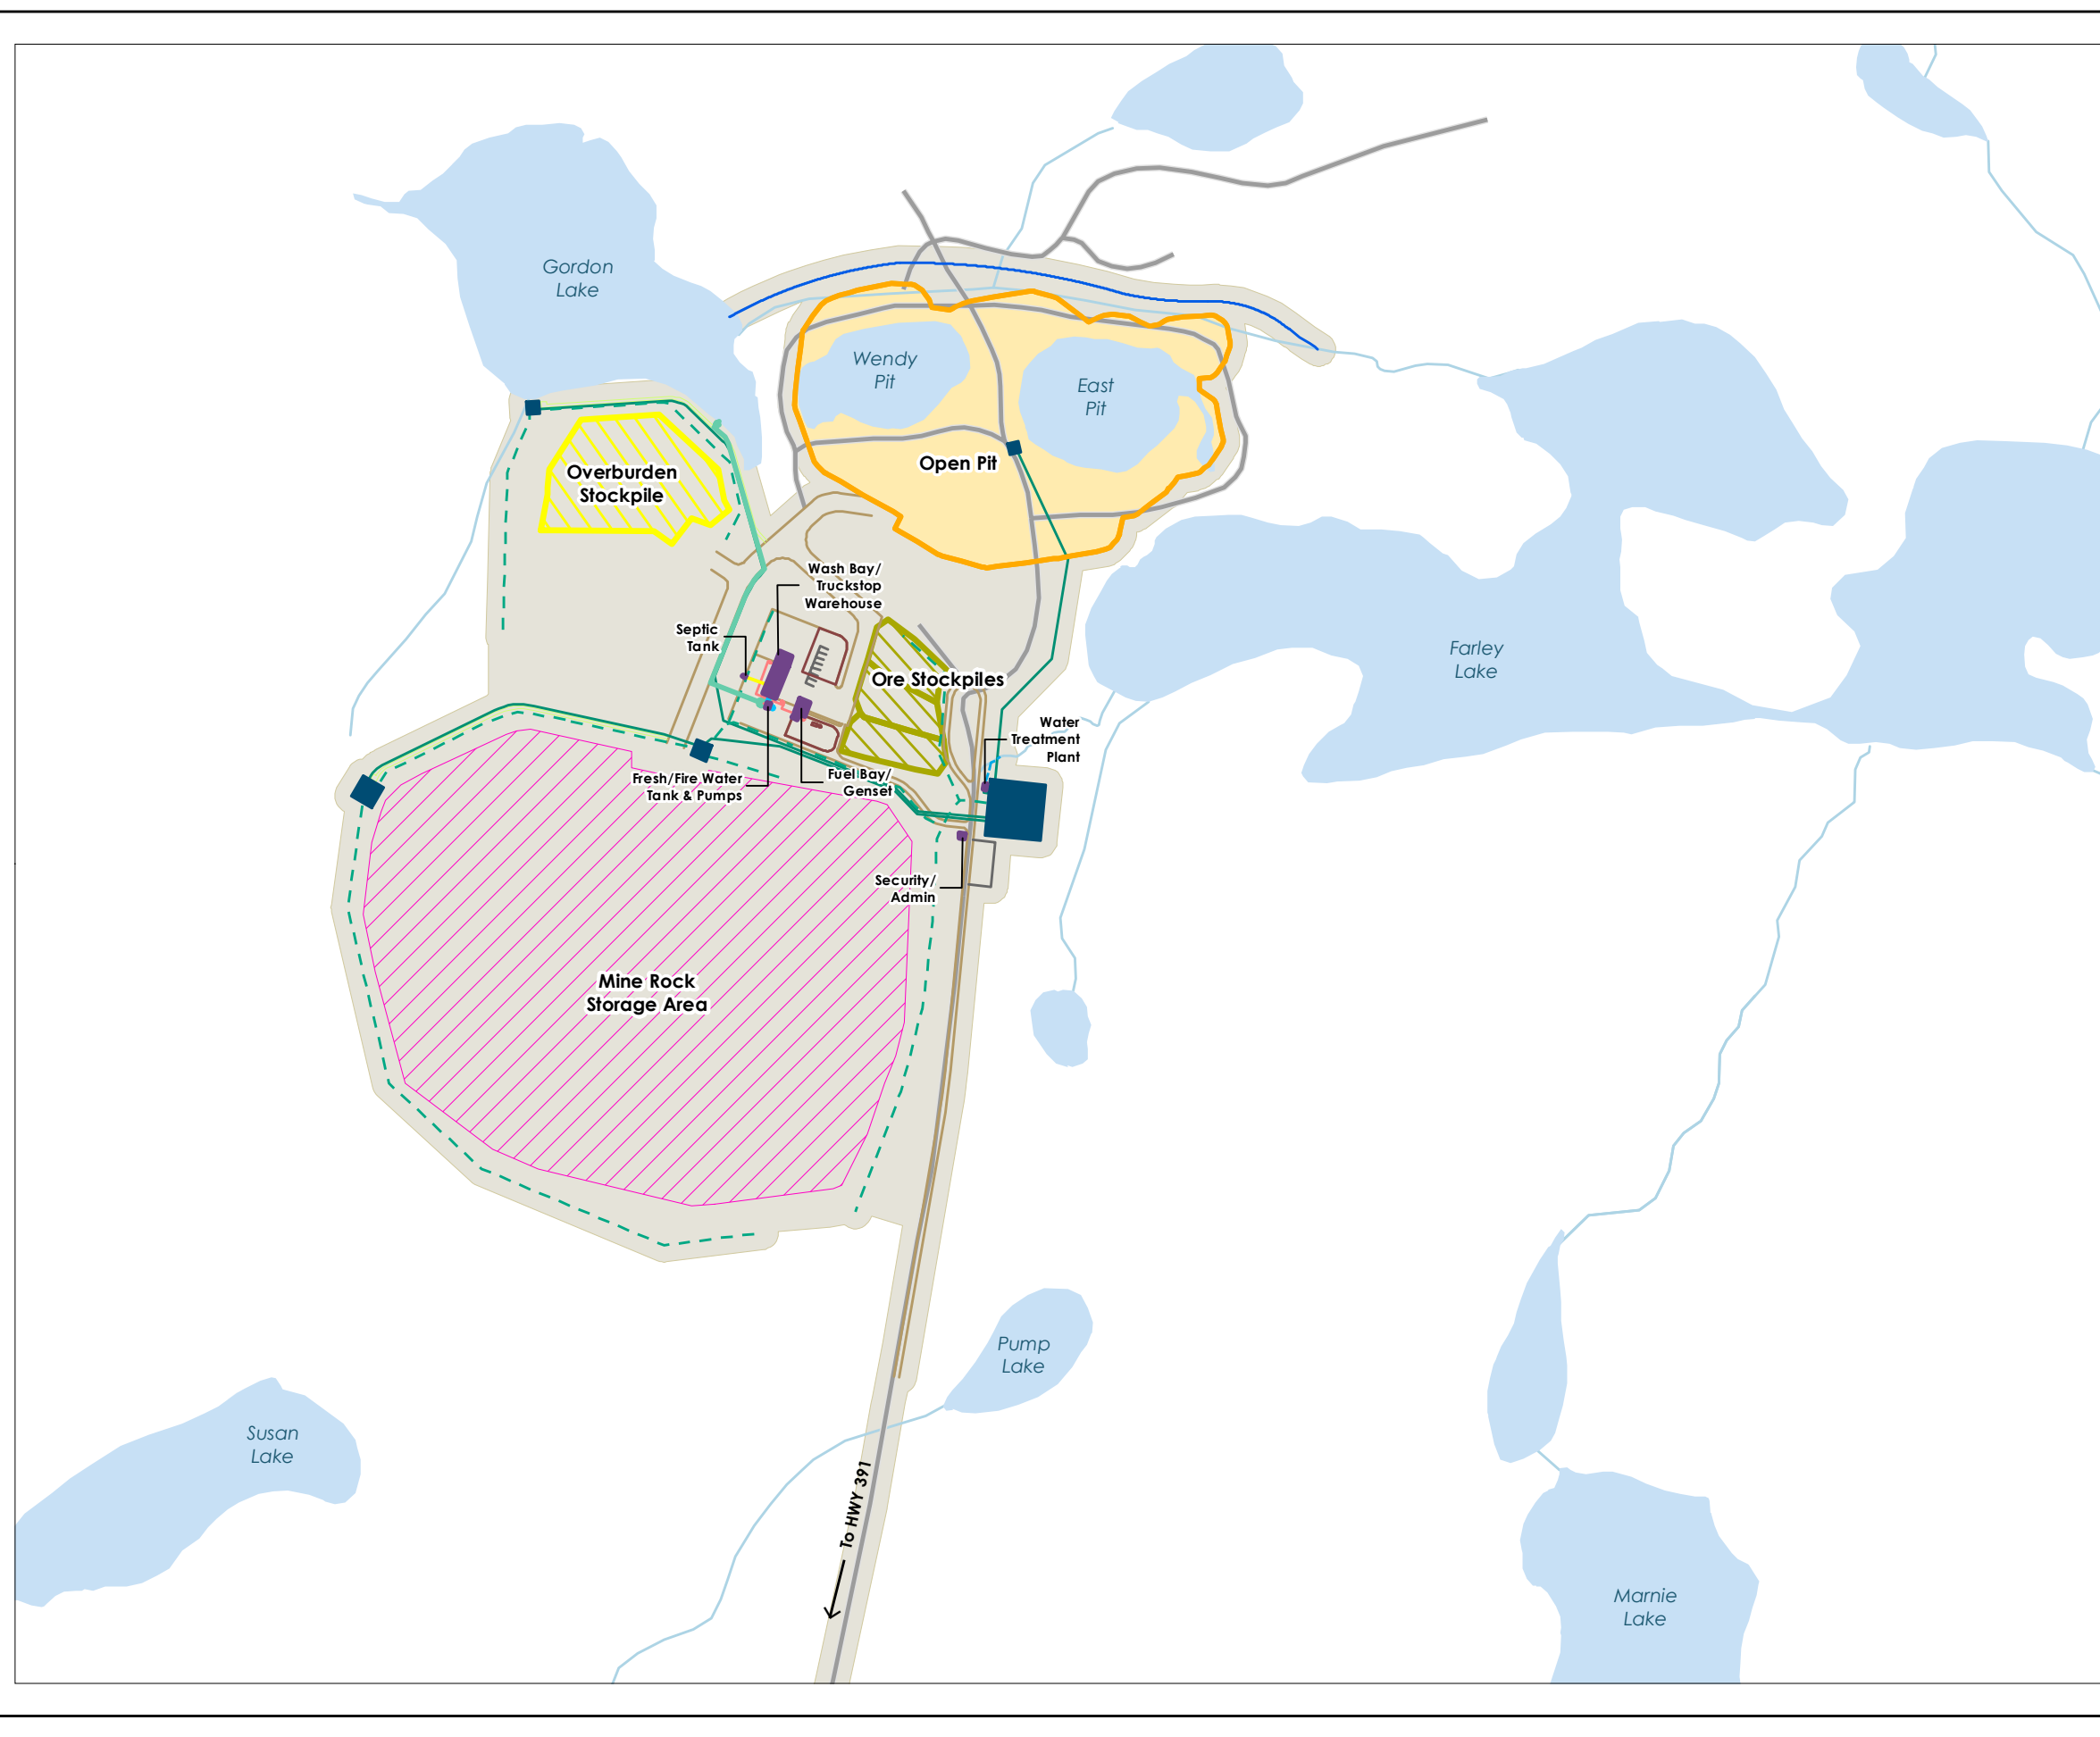 Gordon
Lake
Wendy
Pit
East
Pit
Open Pit
Overburden
Stockpile
Wash Bay/
Truckstop
Warehouse
Septic
Tank
Ore Stockpiles
Farley
Lake
Water
Treatment
Plant
Fresh/Fire Water
Tank & Pumps
Fuel Bay/
Genset
Security/
Admin
Mine Rock
Storage Area
Pump
Lake
Susan
Lake
To HWY 391
Marnie
Lake